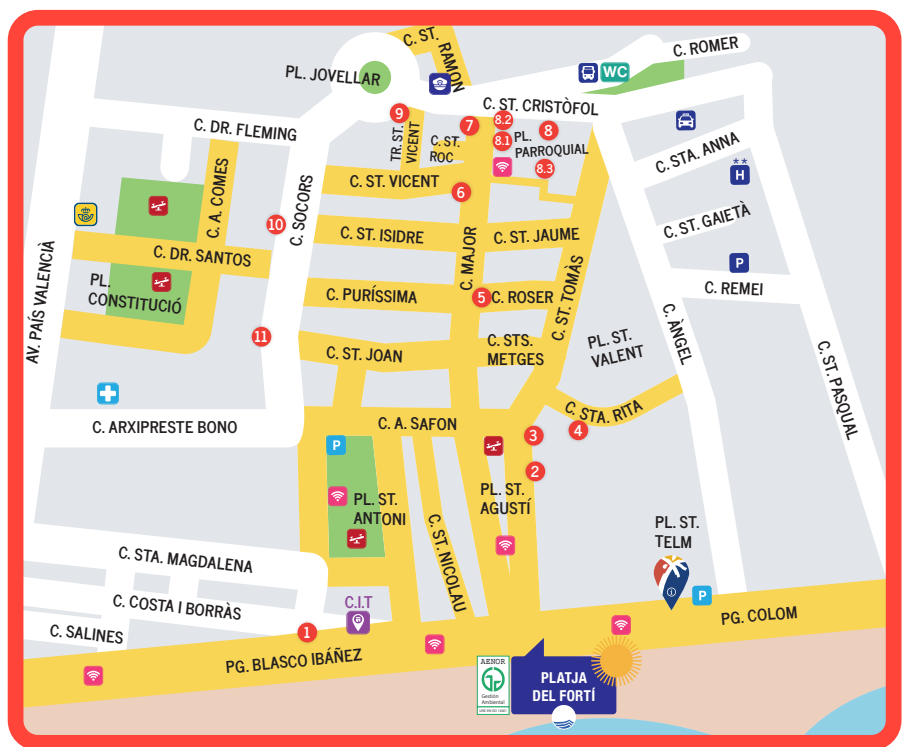 C. ST.
RAMON
C. ROMER
PL. JOVELLAR
WC
C. ST. CRISTÒFOL
9
7
8.2
8
8.1
PL.
PARROQUIAL
8.3
C. DR. FLEMING
TR. ST.
VICENT
C. ST.
ROC
C. STA. ANNA
**
H
C. ST. VICENT
6
C. A. COMES
C. SOCORS
10
C. ST. ISIDRE
C. MAJOR
C. ST. JAUME
C. ST. GAIETÀ
C. DR. SANTOS
P
PL.
CONSTITUCIÓ
C. PURÍSSIMA
5
C. ROSER
C. ST. TOMÀS
C. REMEI
AV. PAÍS VALENCIÀ
11
C. ST. JOAN
C. STS.
METGES
PL. ST.
VALENT
C. ÀNGEL
C. ST. PASQUAL
C. ARXIPRESTE BONO
C. A. SAFON
C. STA. RITA
P
3
4
2
PL. ST.
ANTONI
PL. ST.
AGUSTÍ
C. ST. NICOLAU
PL. ST.
TELM
C. STA. MAGDALENA
C. COSTA I BORRÀS
C.I.T
P
C. SALINES
1
PG. COLOM
PG. BLASCO IBÁÑEZ
AENOR
Gestión
Ambiental
PLATJA
DEL FORTÍ